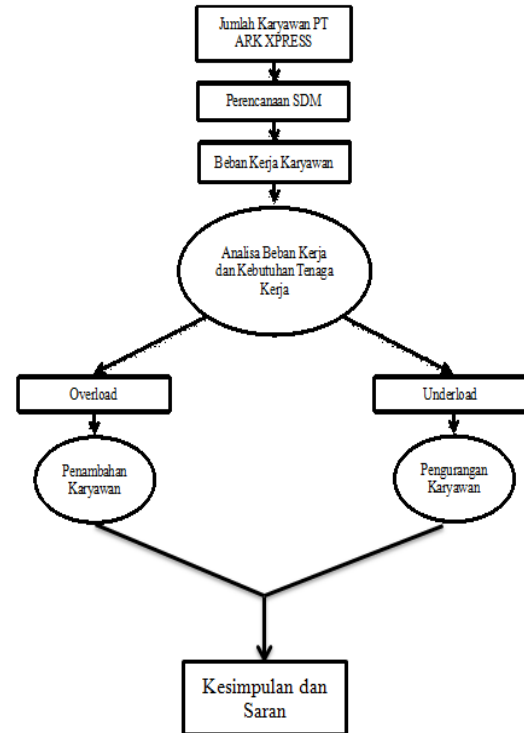 Jumlah Karyawan PT
ARK XPRESS
Perencanaan SDM
Beban Kerja Karyawan
Analisa Beban Kerja
dan Kebutuhan Tenaga
Kerja
Overload
Underload
Penambahan
Karyawan
Pengurangan
Karyawan
Kesimpulan dan
Saran